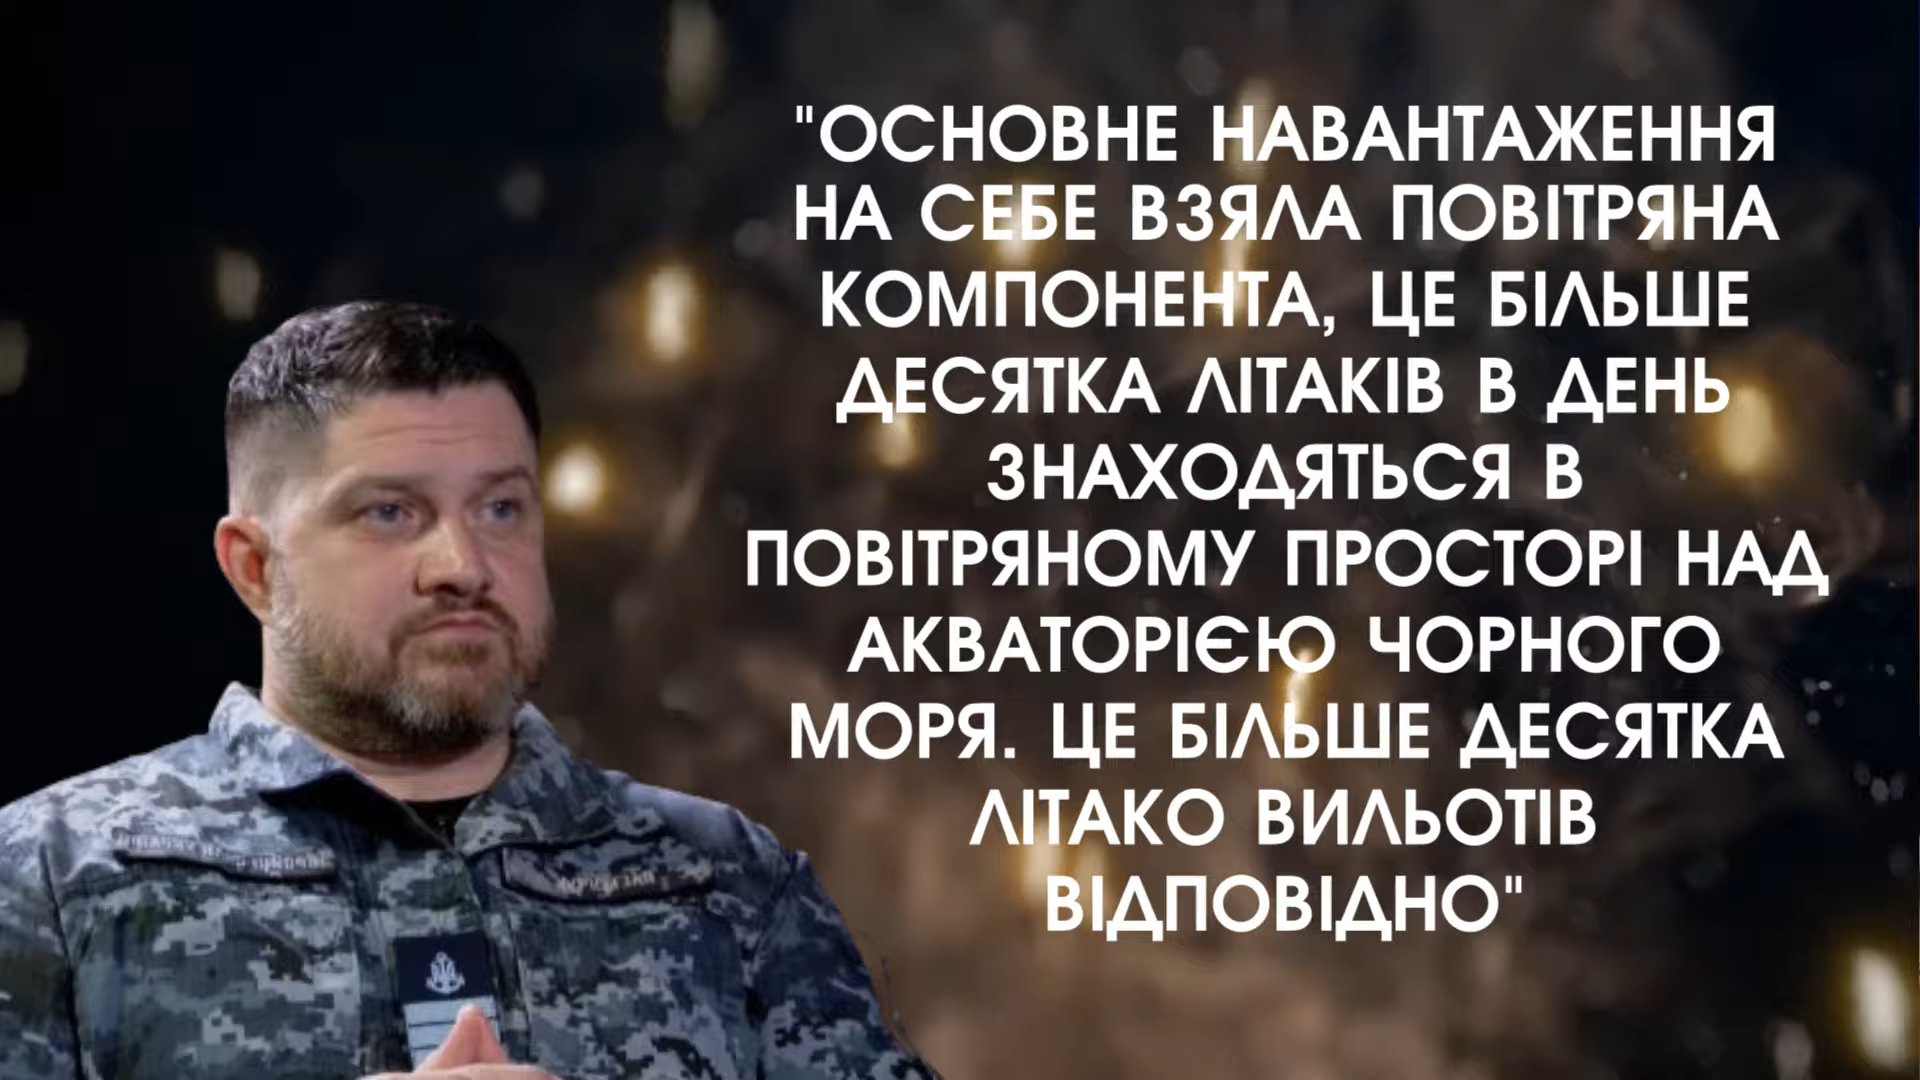 "ОСНОВНЕ НАВАНТАЖЕННЯ
НА СЕБЕ ВЗЯЛА ПОВІТРЯНА
КОМПОНЕНТА, ЦЕ БІЛЬШЕ
ДЕСЯТКА ЛІТАКІВ В ДЕНЬ
ЗНАХОДЯТЬСЯ В
ПОВІТРЯНОМУ ПРОСТОРІ НАД
АКВАТОРІЄЮ ЧОРНОГО
МОРЯ. ЦЕ БІЛЬШЕ ДЕСЯТКА
ЛІТАКО ВИЛЬОТІВ
ВІДПОВІДНО"